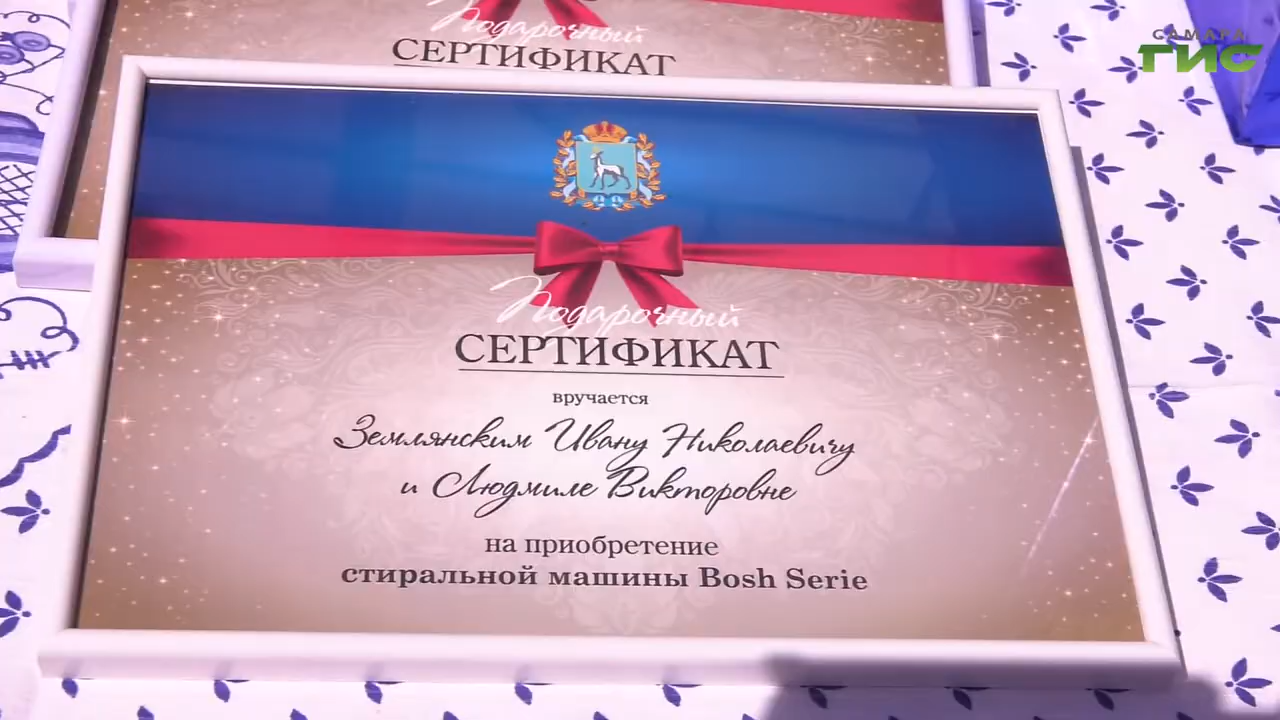 Подарочный
СЕРТИФИКАТ
САМАРА
ГИС
Подарочный
СЕРТИФИКАТ
вручается
Землянским Ивану Николаевичу
и Людмиле Викторовне
на приобретение
стиральной машины Bosh Serie